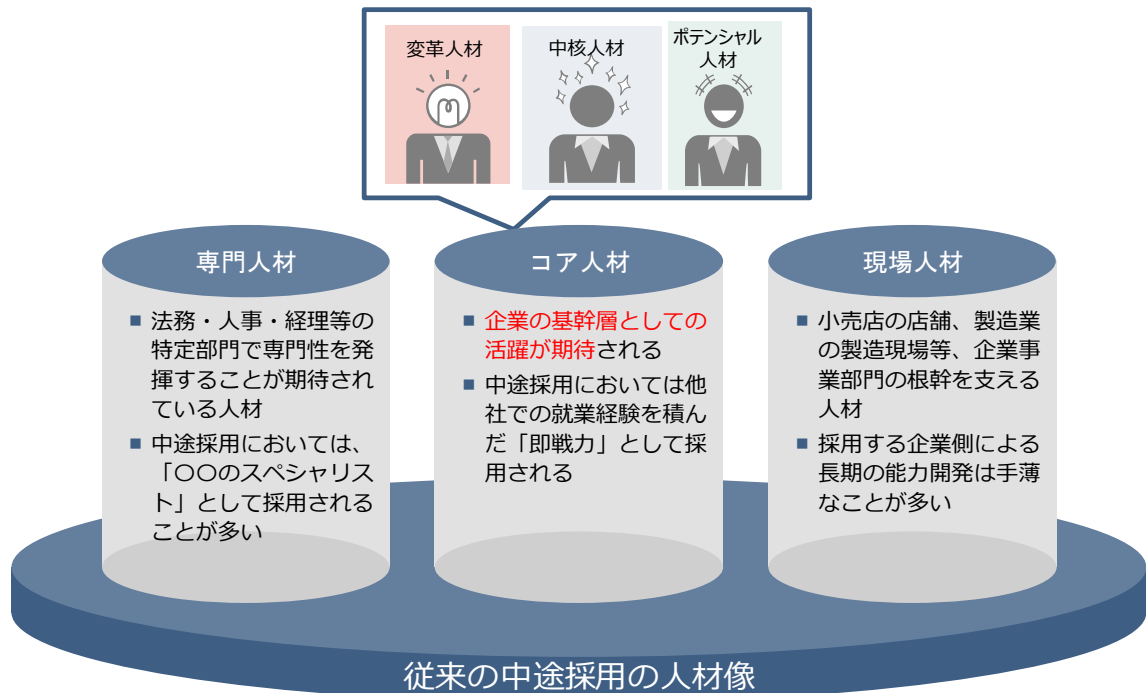 変革人材
中核人材
ポテンシャル
人材
専門人材
■ 法務・人事・経理等の
特定部門で専門性を発
揮することが期待され
ている人材
■ 中途採用においては、
「〇〇のスペシャリス
ト」として採用される
ことが多い
コア人材
■ 企業の基幹層としての
活躍が期待される
■ 中途採用においては他
社での就業経験を積ん
だ「即戦力」として採
用される
現場人材
■ 小売店の店舗、製造業
の製造現場等、企業事
業部門の根幹を支える
人材
■ 採用する企業側による
長期の能力開発は手薄
なことが多い
従来の中途採用の人材像